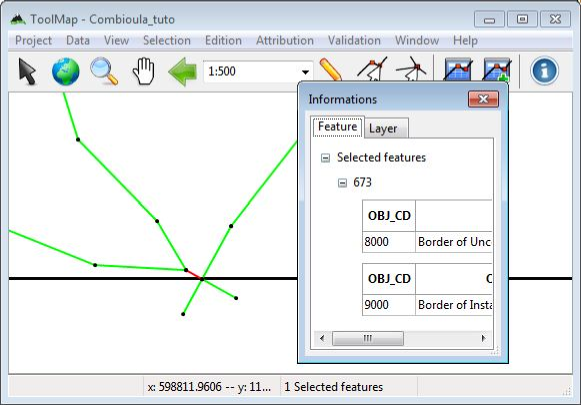 ToolMap - Combioula_tuto
Project Data View Selection Edition Attribution Validation Window Help
1:500
Informations
Feature Layer
Selected features
673
OBJ_CD
8000 Border of Unc
OBJ_CD C
9000 Border of Insta
x: 598811.9606 -- y: 11... 1 Selected features